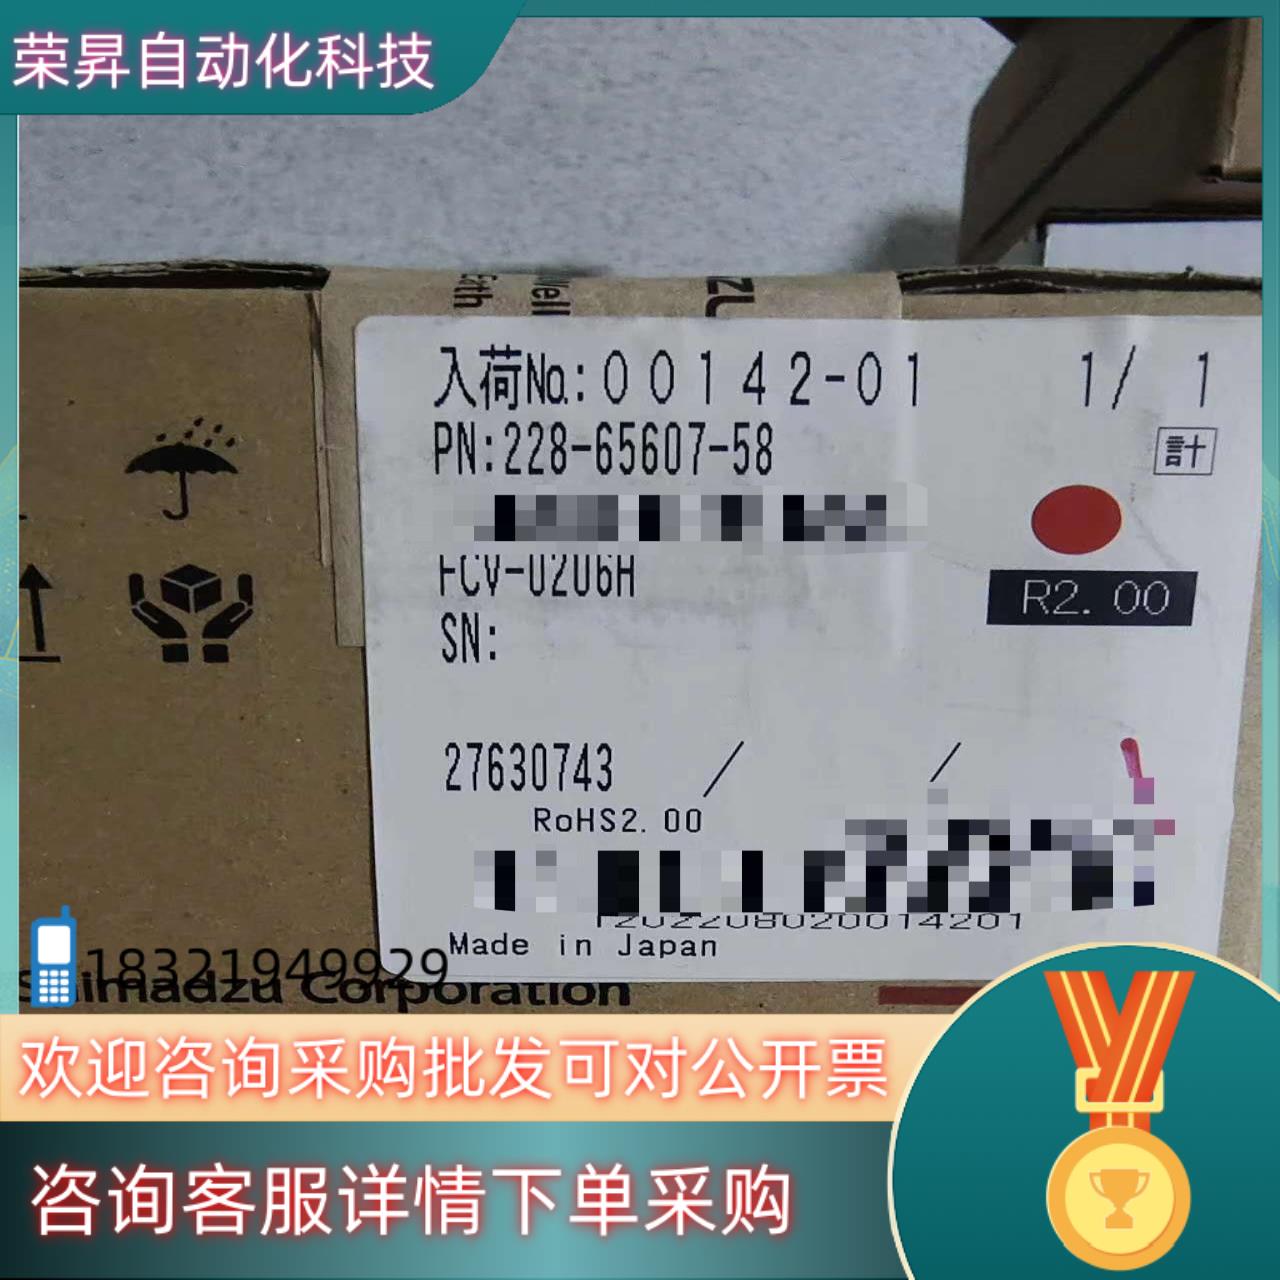 荣昇自动化科技
入荷No.:00142-01 1/ 1
PN:228-65607-58
計
FCV-0206H
R2.00
SN:
27630743 / /
RoHS2.00
Made in Japan
18321949929
Shimadzu Corporation
欢迎咨询采购批发可对公开票
咨询客服详情下单采购